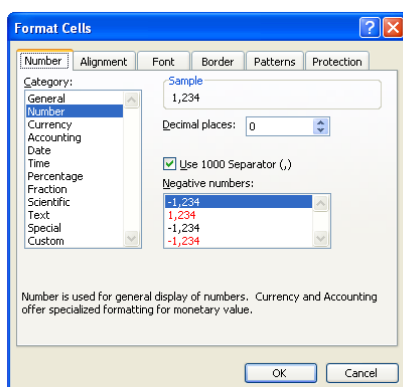 Format Cells
Number Alignment Font Border Patterns Protection
Category:
General
Number
Currency
Accounting
Date
Time
Percentage
Fraction
Scientific
Text
Special
Custom
Sample
1,234
Decimal places: 0
Use 1000 Separator (,)
Negative numbers:
-1,234
1,234
-1,234
-1,234
Number is used for general display of numbers. Currency and Accounting
offer specialized formatting for monetary value.
OK Cancel